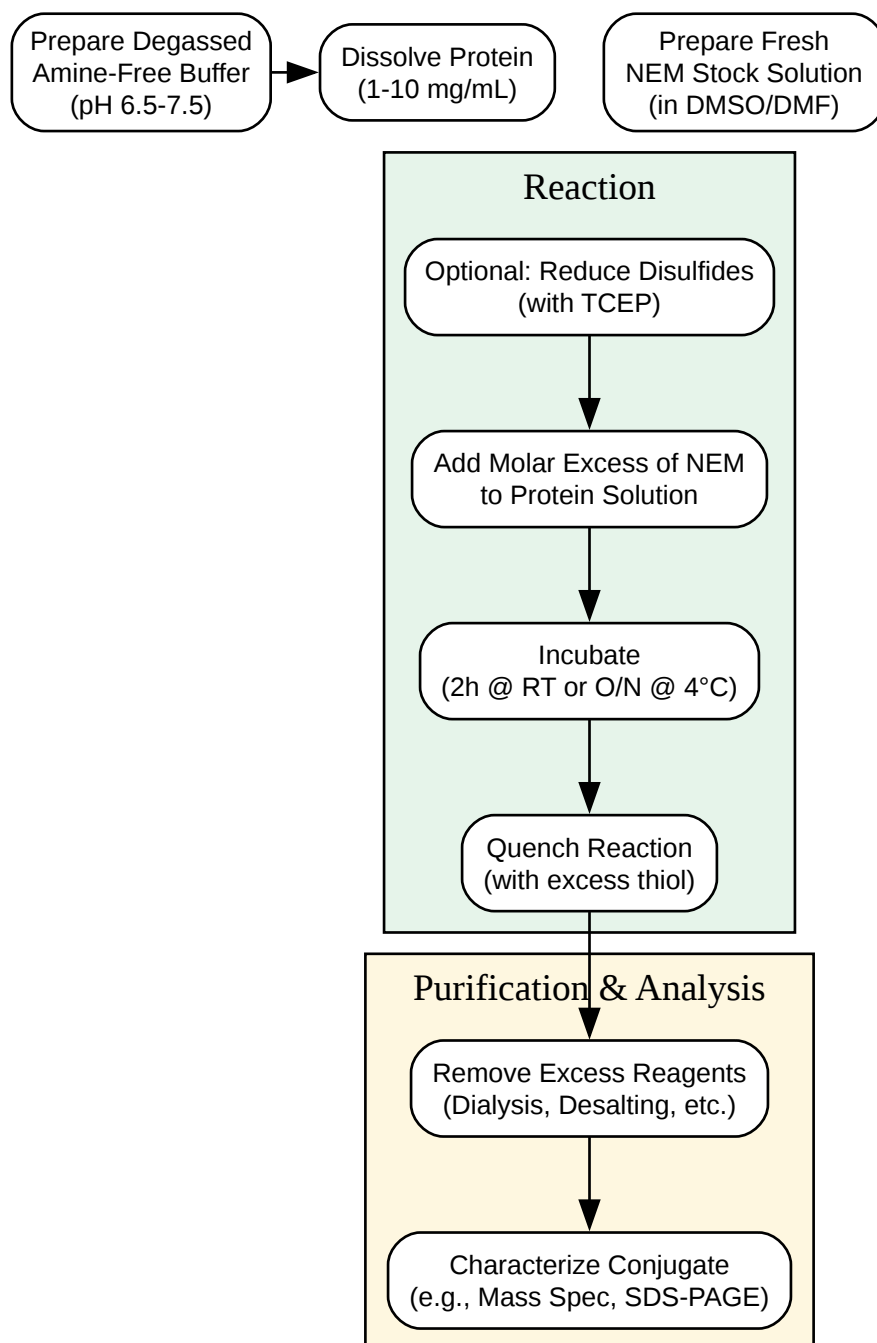 Prepare Degassed
Amine-Free Buffer
(pH 6.5-7.5)
Dissolve Protein
(1-10 mg/mL)
Prepare Fresh
NEM Stock Solution
(in DMSO/DMF)
Reaction
Optional: Reduce Disulfides
(with TCEP)
Add Molar Excess of NEM
to Protein Solution
Incubate
(2h @ RT or O/N @ 4°C)
Quench Reaction
(with excess thiol)
Purification & Analysis
Remove Excess Reagents
(Dialysis, Desalting, etc.)
Characterize Conjugate
(e.g., Mass Spec, SDS-PAGE)